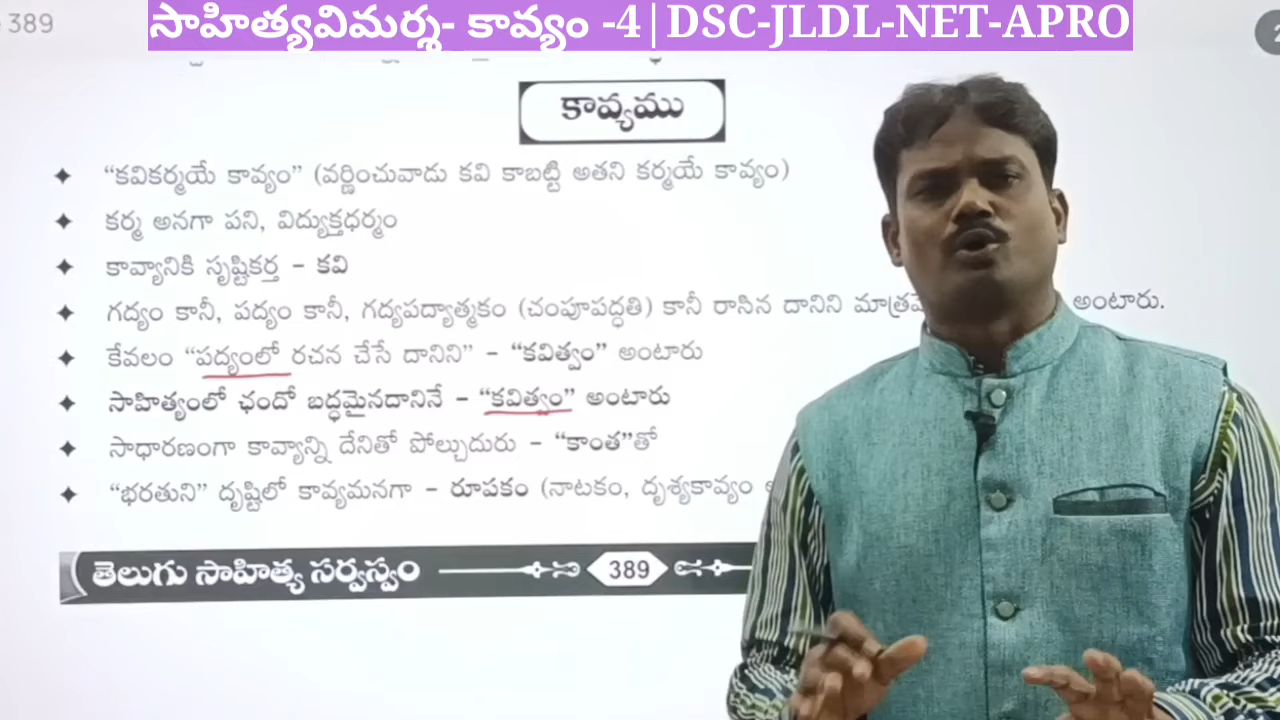 389
సాహిత్యవిమర్శ- కావ్యం -4|DSC-JLDL-NET-APRO
కావ్యము
✦ “కవికర్మయే కావ్యం” (వర్ణించువాడు కవి కాబట్టి అతని కర్మయే కావ్యం)
✦ కర్మ అనగా పని, విద్యుక్తధర్మం
✦ కావ్యానికి సృష్టికర్త – కవి
✦ గద్యం కానీ, పద్యం కానీ, గద్యపద్యాత్మకం (చంపూపద్ధతి) కానీ రాసిన దానిని అంటారు.
✦ కేవలం “పద్యంలో రచన చేసే దానిని” – “కవిత్వం” అంటారు
✦ సాహిత్యంలో ఛందో బద్ధమైనదానినే – “కవిత్వం” అంటారు
✦ సాధారణంగా కావ్యాన్ని దేనితో పోల్చుదురు – “కాంత”తో
✦ “భరతుని” దృష్టిలో కావ్యమనగా – రూపకం (నాటకం, దృశ్యకావ్యం
తెలుగు సాహిత్య సర్వస్వం 389